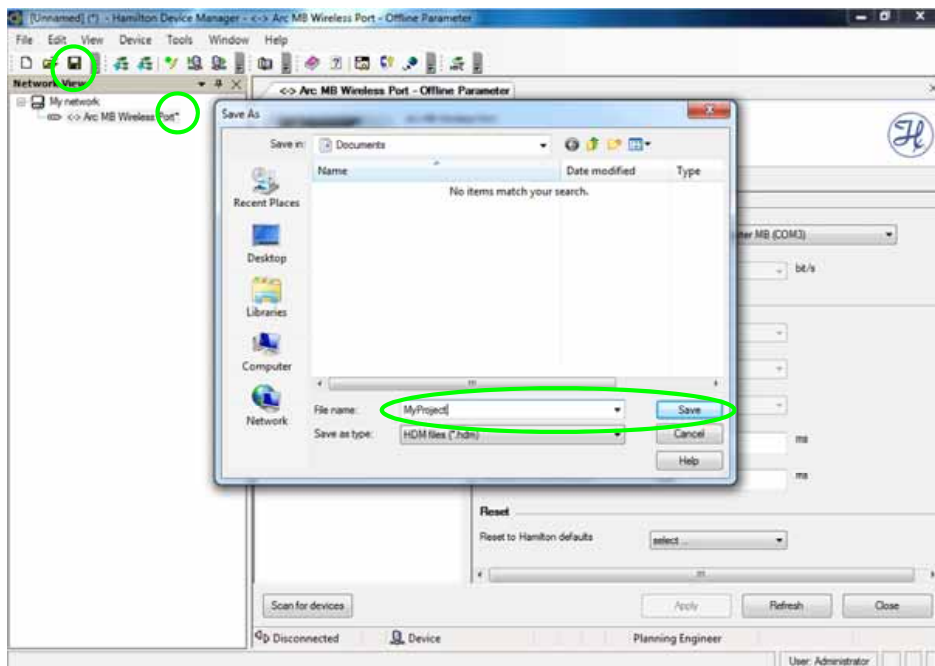 [Unnamed] (*) - Hamilton Device Manager - <-> Arc MB Wireless Port - Offline Parameter
File Edit View Device Tools Window Help
Network View
<-> Arc MB Wireless Port - Offline Parameter
My network
<-> Arc MB Wireless Port*
Save As
Save in: Documents
Name Date modified Type
No items match your search.
Recent Places
Desktop
Libraries
Computer
Network
MB (COM3)
bit/s
File name: MyProject Save
Save as type: HDM files (*.hdm) Cancel
ms
Help
ms
Reset
Reset to Hamilton defaults select ...
Scan for devices Apply Refresh Close
Disconnected Device Planning Engineer
User: Administrator